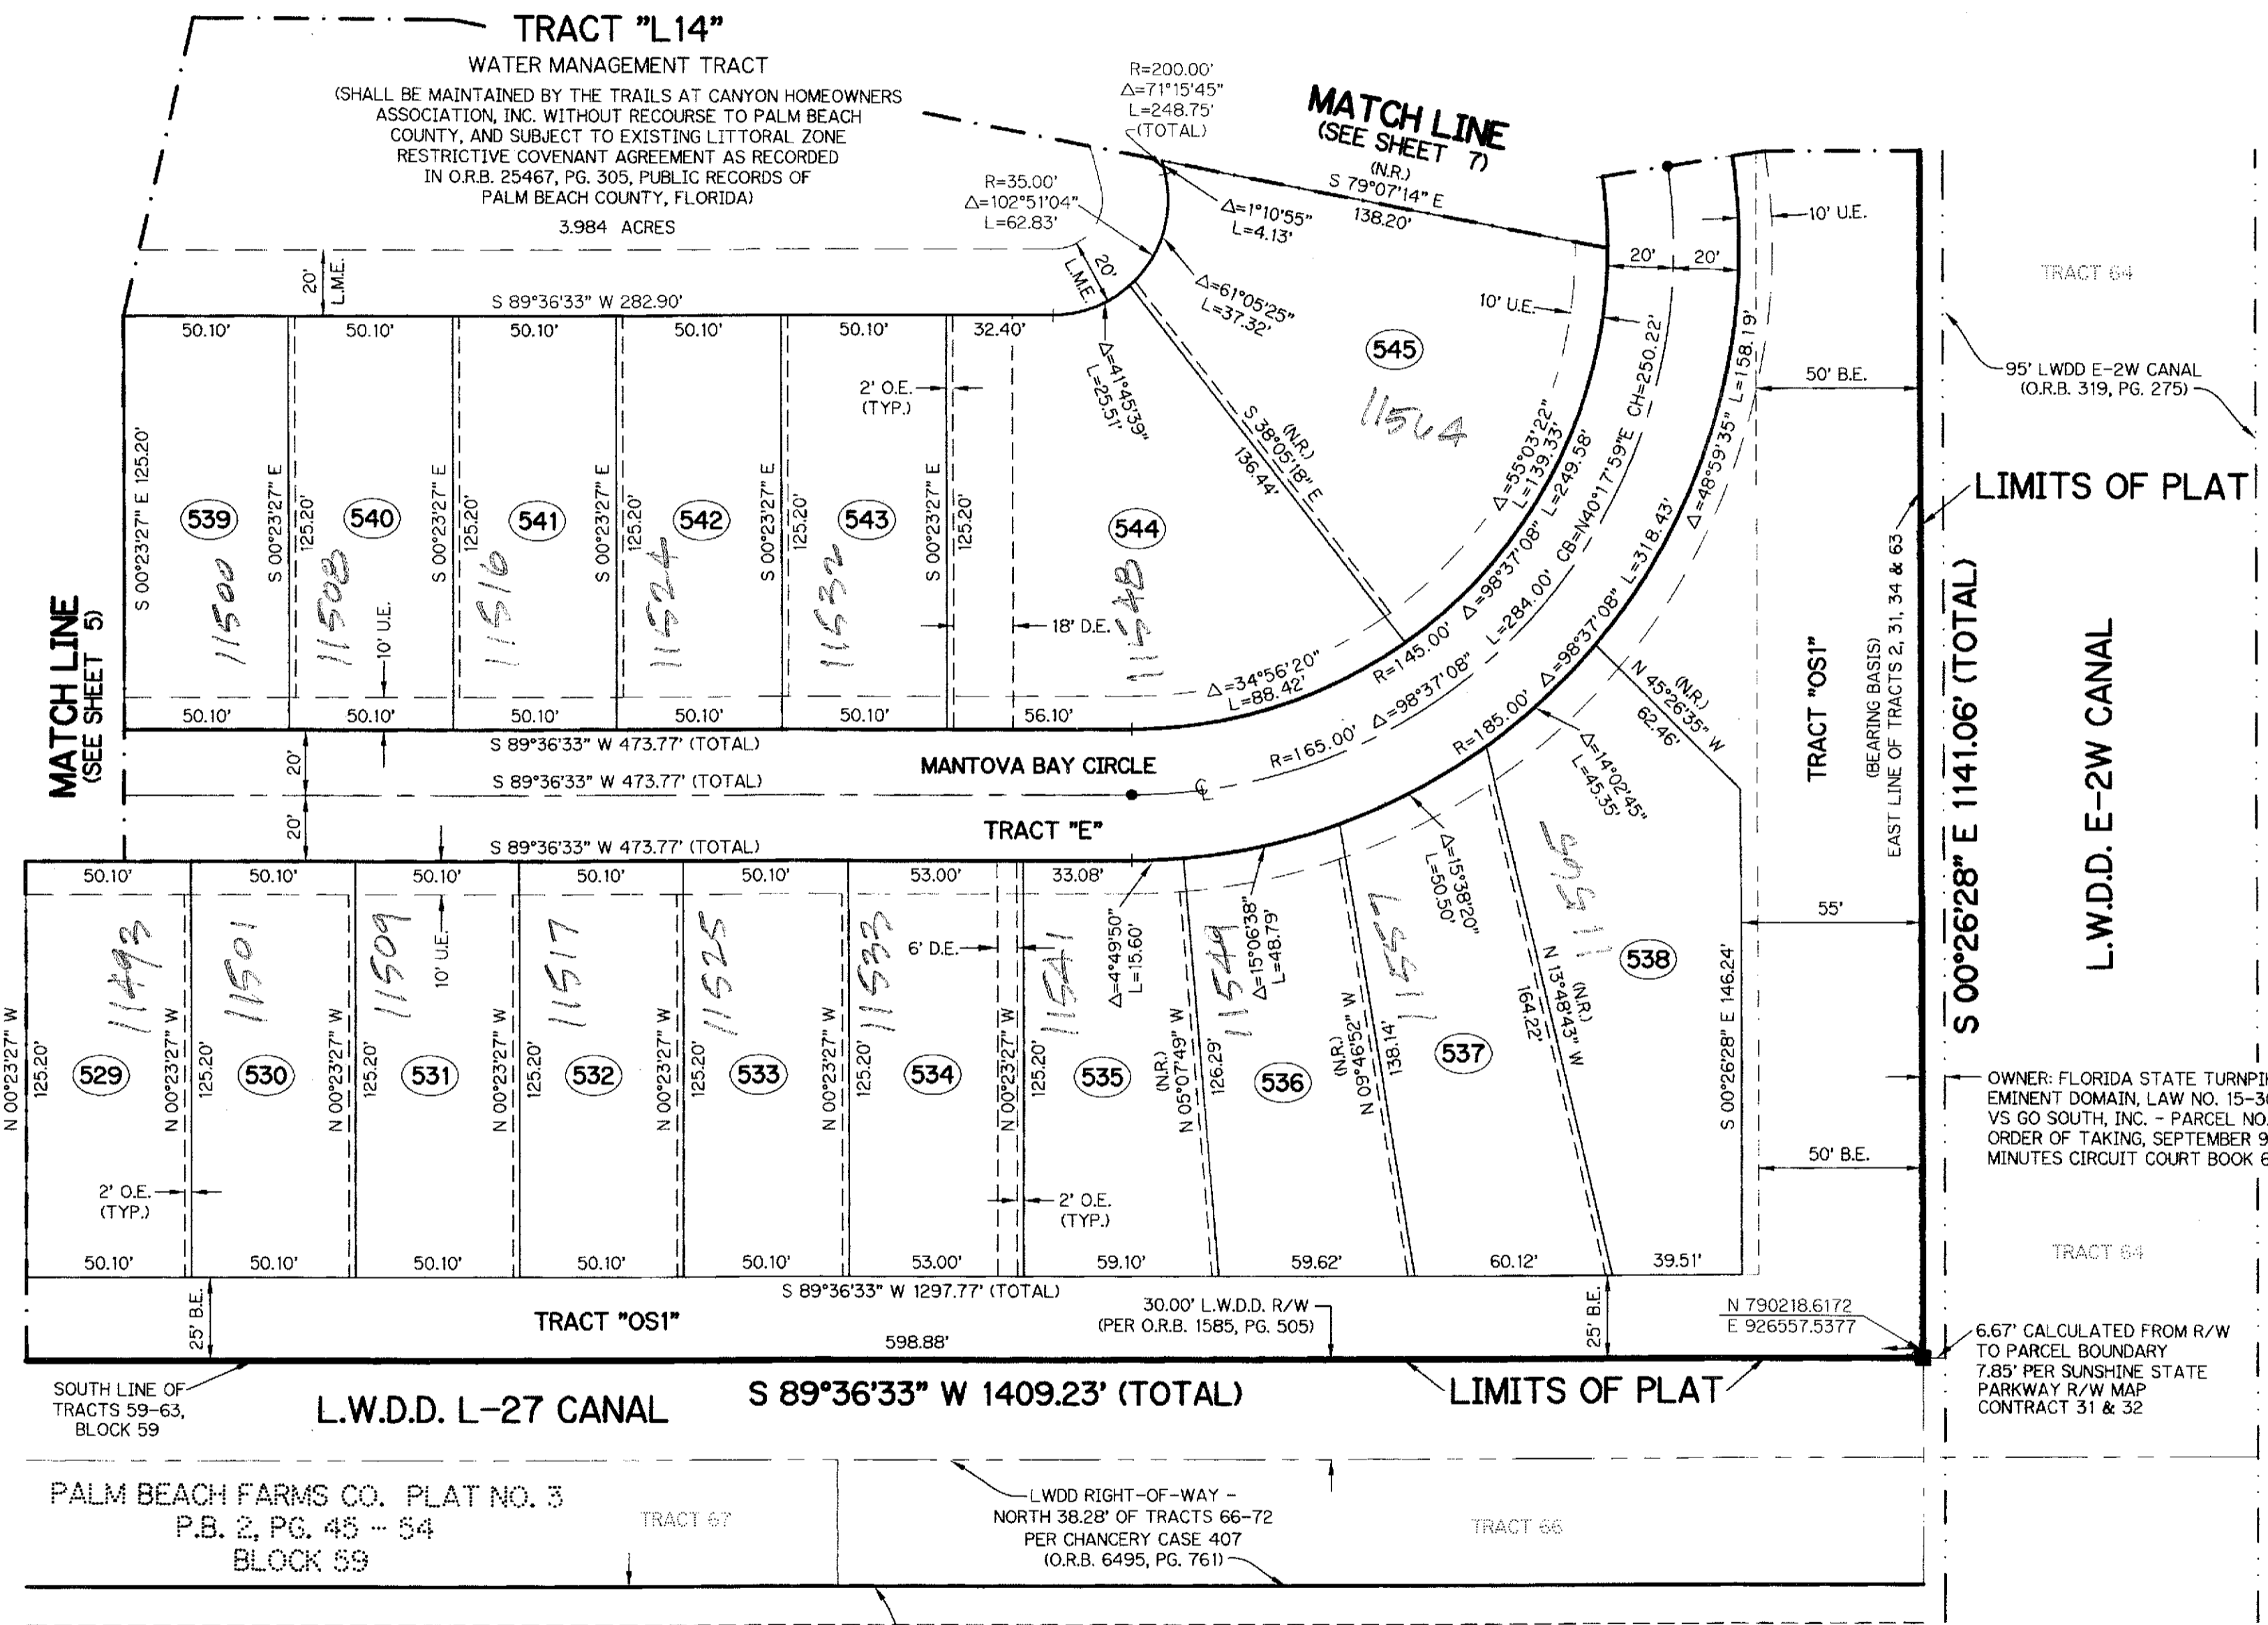 TRACT "L14"
WATER MANAGEMENT TRACT
(SHALL BE MAINTAINED BY THE TRAILS AT CANYON HOMEOWNERS
ASSOCIATION, INC. WITHOUT RECOURSE TO PALM BEACH
COUNTY, AND SUBJECT TO EXISTING LITTORAL ZONE
RESTRICTIVE COVENANT AGREEMENT AS RECORDED
IN O.R.B. 25467, PG. 305, PUBLIC RECORDS OF
PALM BEACH COUNTY, FLORIDA)
3.984 ACRES
R=200.00'
Δ=71°15'45"
L=248.75'
(TOTAL)
MATCH LINE
(SEE SHEET 7)
(N.R.)
S 79°07'14" E
138.20'
R=35.00'
Δ=102°51'04"
L=62.83'
Δ=1°10'55"
L=4.13'
10' U.E.
20'
20'
TRACT 64
20'
L.M.E.
20'
L.M.E.
Δ=61°05'25"
L=37.32'
10' U.E.
S 89°36'33" W 282.90'
50.10'
50.10'
50.10'
50.10'
50.10'
32.40'
Δ=41°45'39"
L=25.51'
545
11564
2' O.E.
(TYP.)
50' B.E.
95' LWDD E-2W CANAL
(O.R.B. 319, PG. 275)
LIMITS OF PLAT
S 00°23'27" E 125.20'
539
11500
S 00°23'27" E
125.20'
540
11508
S 00°23'27" E
125.20'
541
11516
S 00°23'27" E
125.20'
542
11524
S 00°23'27" E
125.20'
543
11532
S 00°23'27" E
125.20'
544
11548
(N.R.)
S 38°05'18" E
136.44'
Δ=55°03'22"
L=139.33'
R=145.00' Δ=98°37'08" L=249.58'
R=165.00' Δ=98°37'08" L=284.00' CB=N40°17'59"E CH=250.22'
R=185.00' Δ=98°37'08" L=318.43'
Δ=48°59'35" L=158.19'
10' U.E.
18' D.E.
Δ=34°56'20"
L=88.42'
MATCH LINE
(SEE SHEET 5)
50.10'
50.10'
50.10'
50.10'
50.10'
56.10'
S 89°36'33" W 473.77' (TOTAL)
20'
MANTOVA BAY CIRCLE
S 89°36'33" W 473.77' (TOTAL)
20'
TRACT "E"
S 89°36'33" W 473.77' (TOTAL)
(N.R.)
N 45°26'35" W
62.46'
Δ=14°02'45"
L=45.35'
TRACT "OS1"
(BEARING BASIS)
EAST LINE OF TRACTS 2, 31, 34 & 63
S 00°26'28" E 1141.06' (TOTAL)
L.W.D.D. E-2W CANAL
50.10'
50.10'
50.10'
50.10'
50.10'
53.00'
33.08'
Δ=4°49'50"
L=15.60'
Δ=15°06'38"
L=48.79'
Δ=15°38'20"
L=50.50'
10' U.E.
6' D.E.
55'
N 00°23'27" W
125.20'
529
11493
N 00°23'27" W
125.20'
530
11501
N 00°23'27" W
125.20'
531
11509
N 00°23'27" W
125.20'
532
11517
N 00°23'27" W
125.20'
533
11525
N 00°23'27" W
125.20'
534
11533
N 00°23'27" W
125.20'
535
11541
(N.R.)
N 05°07'49" W
126.29'
536
11549
(N.R.)
N 09°46'52" W
138.14'
537
11557
(N.R.)
N 13°48'43" W
164.22'
538
11565
S 00°26'28" E 146.24'
OWNER: FLORIDA STATE
EMINENT DOMAIN, LAW NO.
VS GO SOUTH, INC. - PARCEL NO.
ORDER OF TAKING, SEPTEMBER
MINUTES CIRCUIT COURT BOOK
50' B.E.
2' O.E.
(TYP.)
2' O.E.
(TYP.)
TRACT 64
50.10'
50.10'
50.10'
50.10'
50.10'
53.00'
59.10'
59.62'
60.12'
39.51'
S 89°36'33" W 1297.77' (TOTAL)
25' B.E.
TRACT "OS1"
30.00' L.W.D.D. R/W
(PER O.R.B. 1585, PG. 505)
598.88'
25' B.E.
N 790218.6172
E 926557.5377
6.67' CALCULATED FROM R/W
TO PARCEL BOUNDARY
7.85' PER SUNSHINE STATE
PARKWAY R/W MAP
CONTRACT 31 & 32
SOUTH LINE OF
TRACTS 59-63,
BLOCK 59
L.W.D.D. L-27 CANAL
S 89°36'33" W 1409.23' (TOTAL)
LIMITS OF PLAT
PALM BEACH FARMS CO. PLAT NO. 3
P.B. 2, PG. 45 - 54
BLOCK 59
TRACT 67
LWDD RIGHT-OF-WAY -
NORTH 38.28' OF TRACTS 66-72
PER CHANCERY CASE 407
(O.R.B. 6495, PG. 761)
TRACT 66